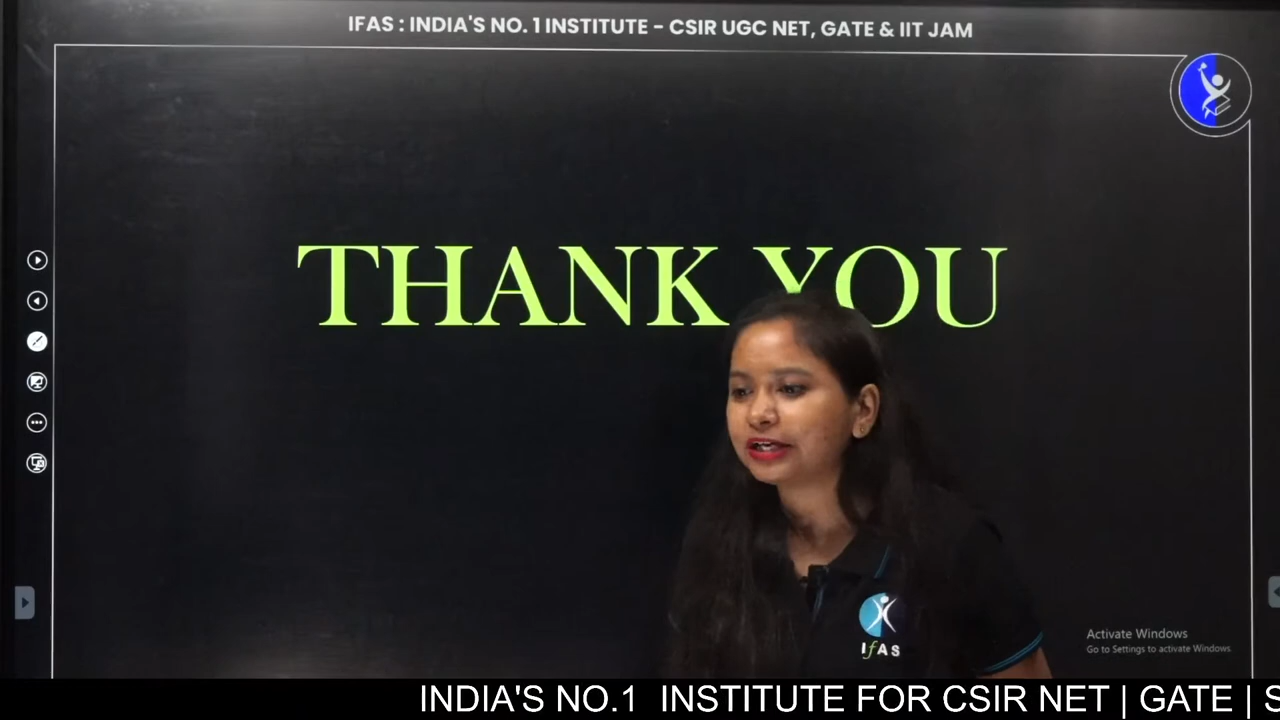 IFAS : INDIA'S NO. 1 INSTITUTE – CSIR UGC NET, GATE & IIT JAM
THANK YOU
IfAS
Activate Windows
Go to Settings to activate Windows.
INDIA'S NO.1 INSTITUTE FOR CSIR NET | GATE | S